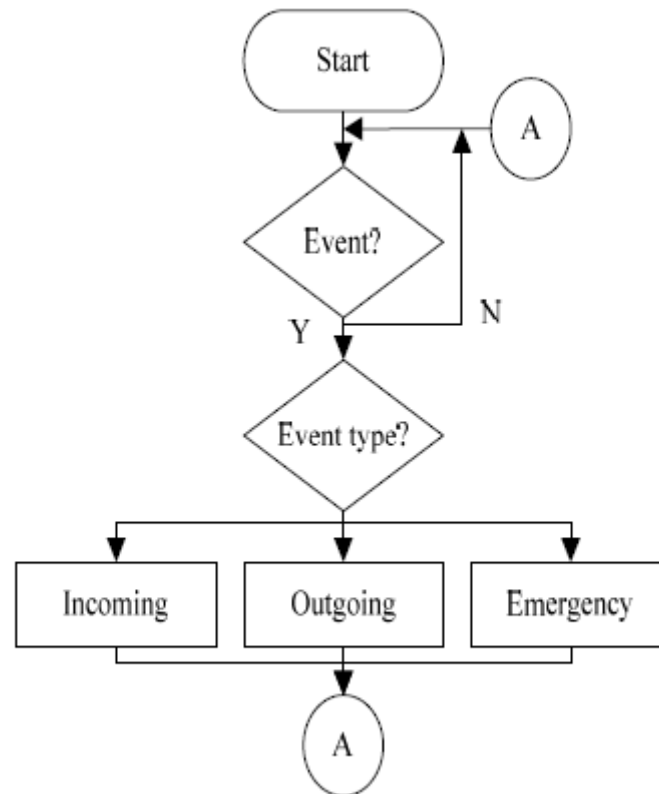 Start
A
Event?
Y
N
Event type?
Incoming
Outgoing
Emergency
A